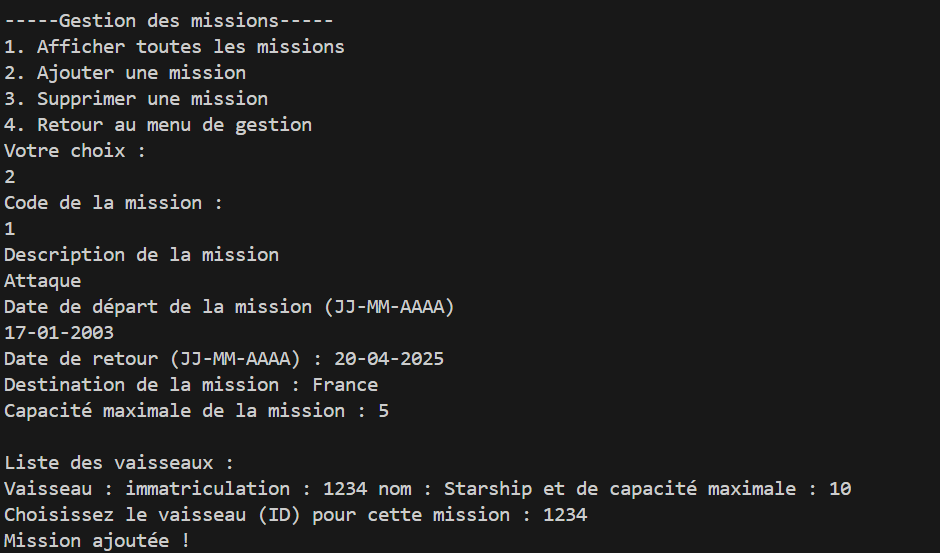 -----Gestion des missions-----
1. Afficher toutes les missions
2. Ajouter une mission
3. Supprimer une mission
4. Retour au menu de gestion
Votre choix :
2
Code de la mission :
1
Description de la mission
Attaque
Date de départ de la mission (JJ-MM-AAAA)
17-01-2003
Date de retour (JJ-MM-AAAA) : 20-04-2025
Destination de la mission : France
Capacité maximale de la mission : 5
Liste des vaisseaux :
Vaisseau : immatriculation : 1234 nom : Starship et de capacité maximale : 10
Choisissez le vaisseau (ID) pour cette mission : 1234
Mission ajoutée !